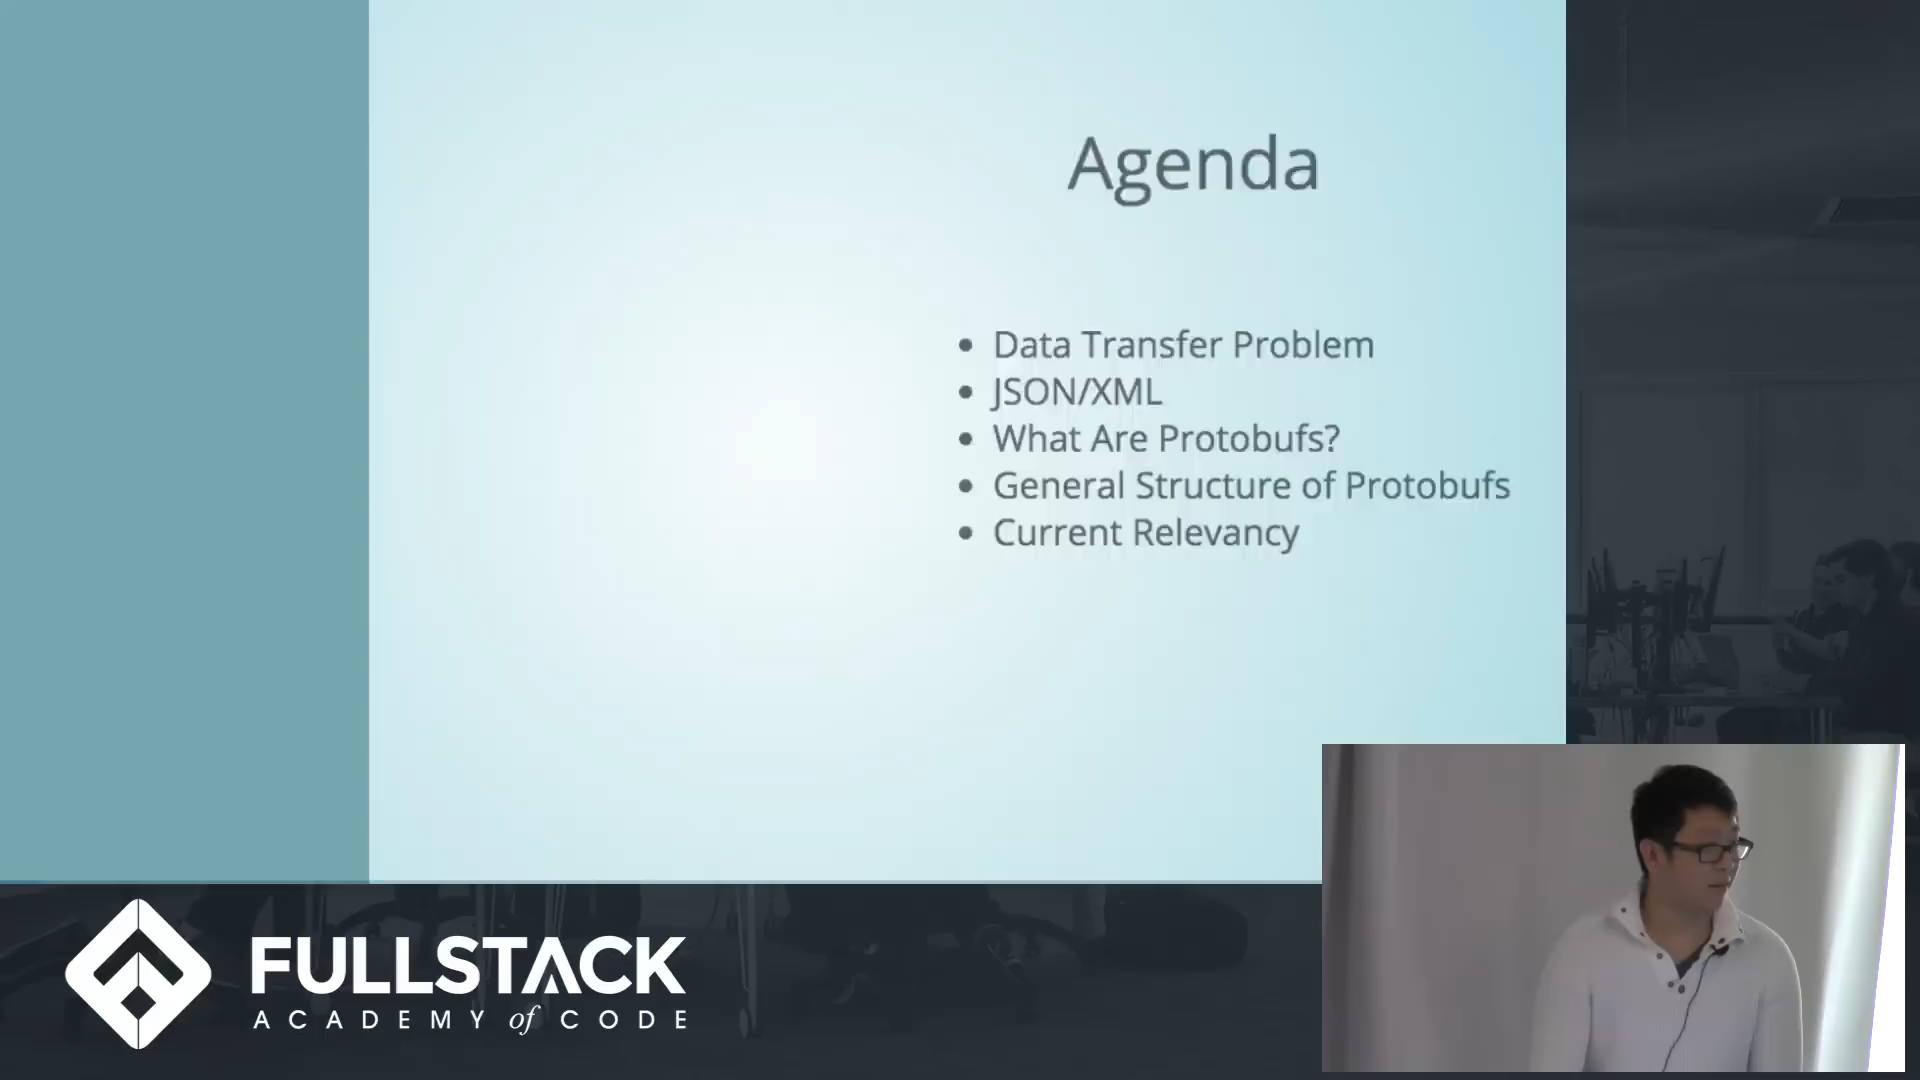 Agenda
• Data Transfer Problem
• JSON/XML
• What Are Protobufs?
• General Structure of Protobufs
• Current Relevancy
FULLSTACK
ACADEMY of CODE